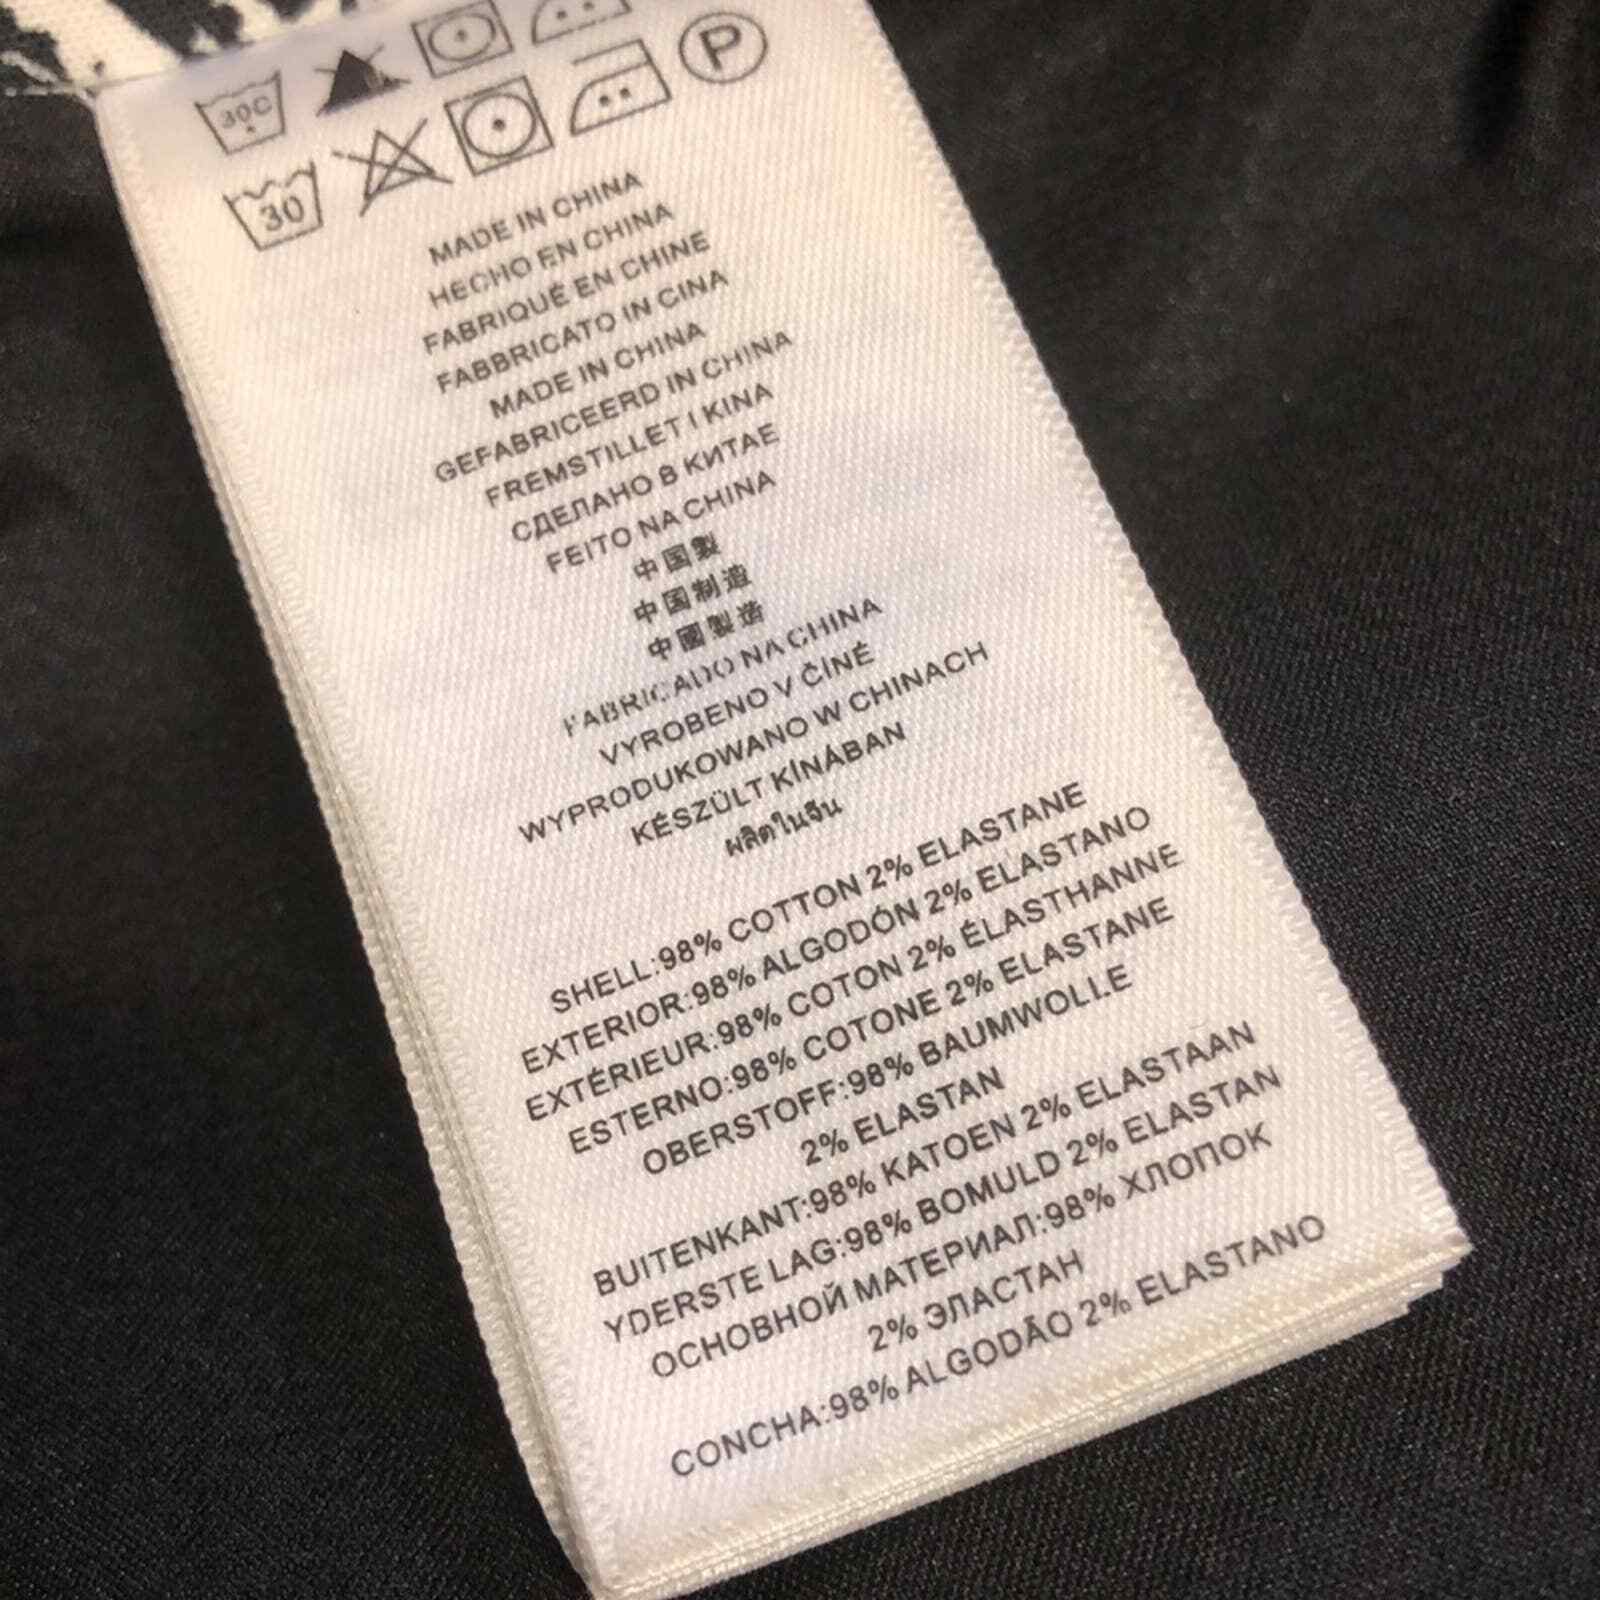 30C
P
30
MADE IN CHINA
HECHO EN CHINA
FABRIQUÉ EN CHINE
FABBRICATO IN CINA
MADE IN CHINA
GEFABRICEERD IN CHINA
FREMSTILLET I KINA
СДЕЛАНО В КИТАЕ
FEITO NA CHINA
中国製
中国制造
中國製造
FABRICADO NA CHINA
VYROBENO V ČÍNÉ
WYPRODUKOWANO W CHINACH
KÉSZÜLT KÍNÁBAN
ผลิตในจีน
SHELL:98% COTTON 2% ELASTANE
EXTERIOR:98% ALGODÓN 2% ELASTANO
EXTÉRIEUR:98% COTON 2% ÉLASTHANNE
ESTERNO:98% COTONE 2% ELASTANE
OBERSTOFF:98% BAUMWOLLE
2% ELASTAN
BUITENKANT:98% KATOEN 2% ELASTAAN
YDERSTE LAG:98% BOMULD 2% ELASTAN
ОСНОВНОЙ МАТЕРИАЛ:98% ХЛОПОК
2% ЭЛАСТАН
CONCHA:98% ALGODÃO 2% ELASTANO